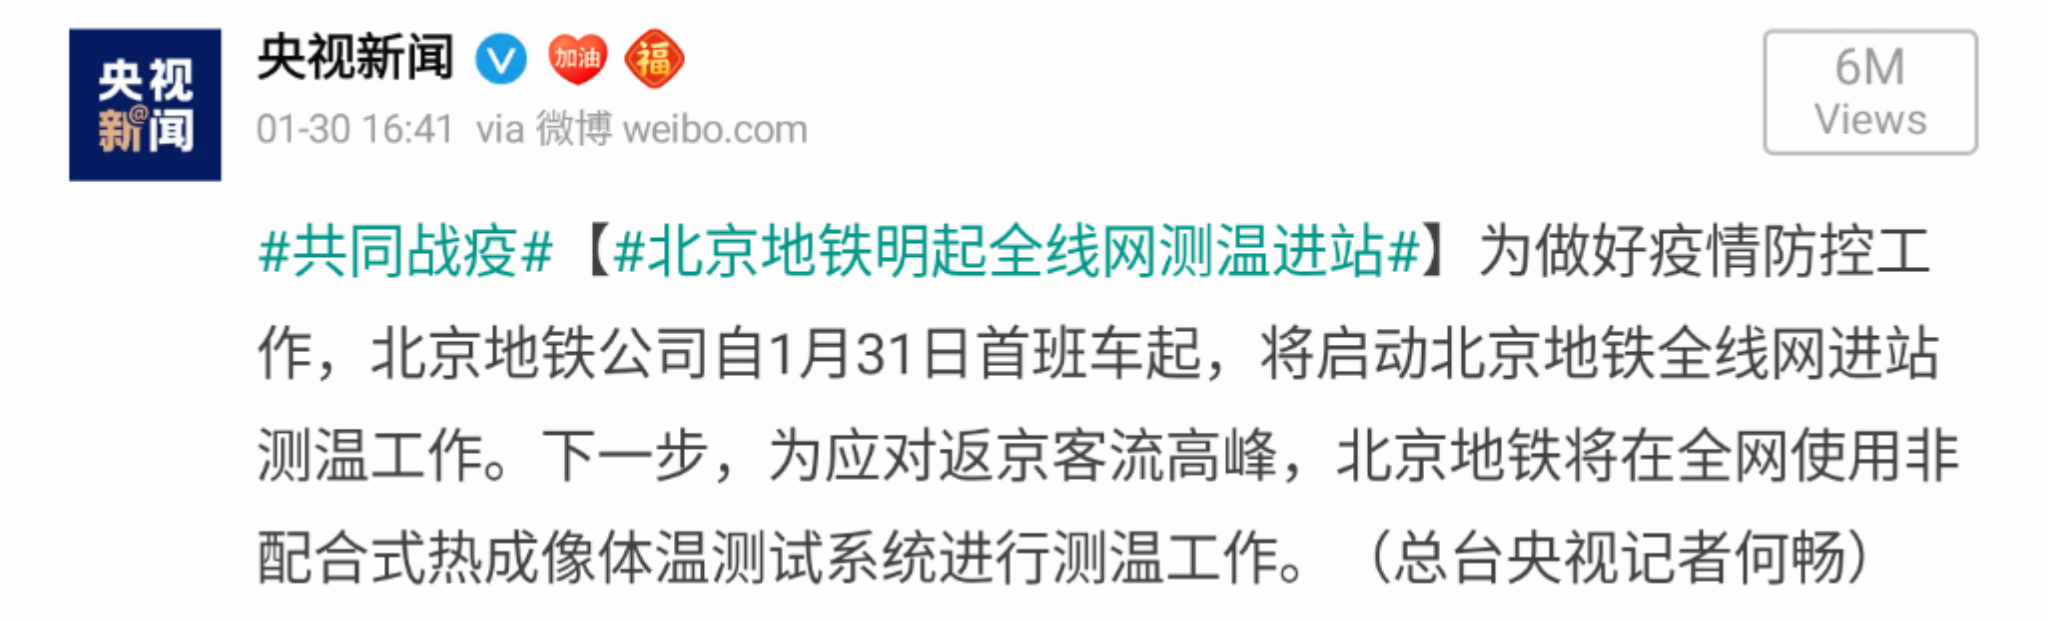 央视
新@闻
央视新闻 V 加油 福
01-30 16:41 via 微博 weibo.com
6M
Views
#共同战疫#【#北京地铁明起全线网测温进站#】为做好疫情防控工
作，北京地铁公司自1月31日首班车起，将启动北京地铁全线网进站
测温工作。下一步，为应对返京客流高峰，北京地铁将在全网使用非
配合式热成像体温测试系统进行测温工作。（总台央视记者何畅）